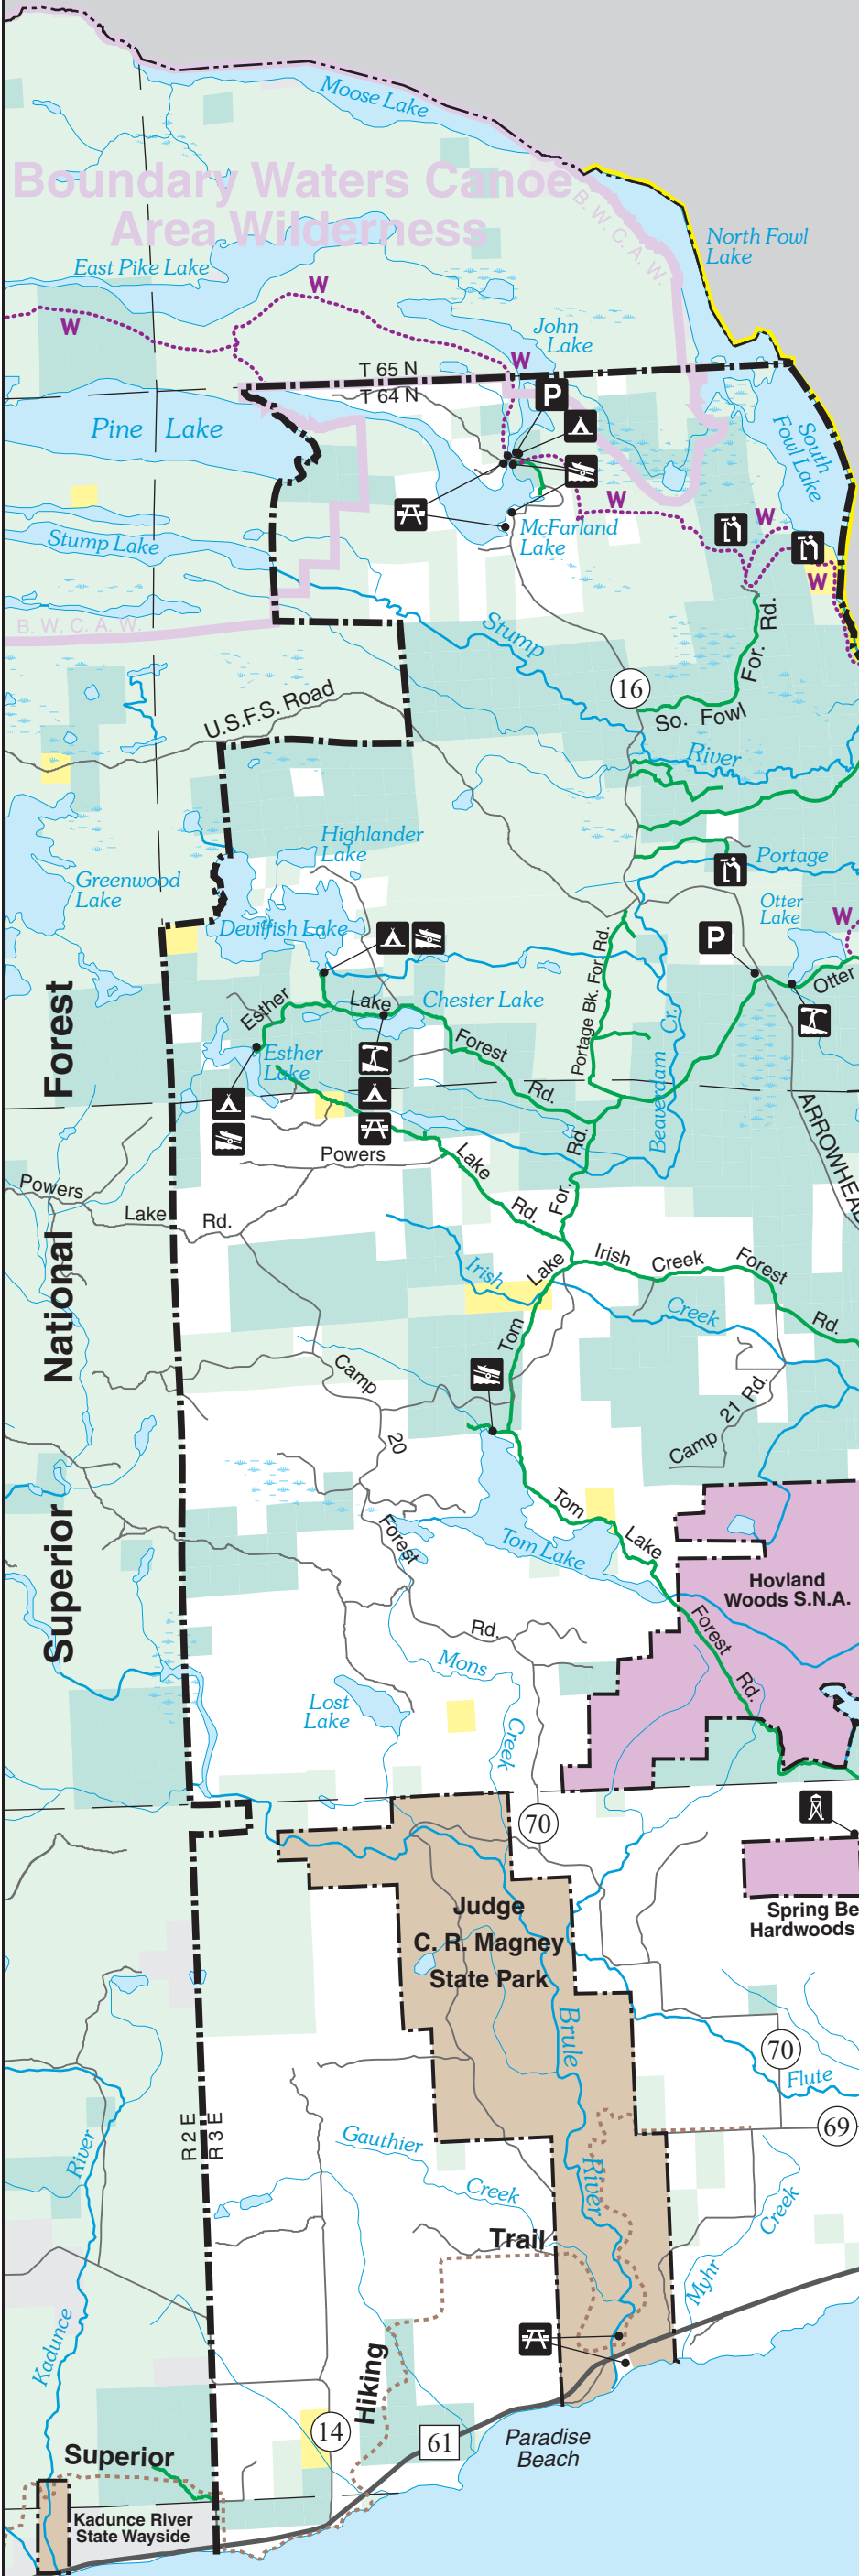 Moose Lake
Boundary Waters Canoe
Area Wilderness
B. W. C. A. W.
North Fowl
Lake
East Pike Lake
W
W
John
Lake
W
T 65 N
T 64 N
P
Pine Lake
South
Fowl Lake
W
W
McFarland
Lake
Stump Lake
W
B. W. C. A. W.
Stump
For. Rd.
16
So. Fowl
U.S.F.S. Road
River
Highlander
Lake
Portage
Greenwood
Lake
Otter
Lake
W
Devilfish Lake
P
Portage Bk. For. Rd.
Otter
Esther
Lake
Chester Lake
Forest
Beaverdam Cr.
Forest
Esther
Lake
Rd.
ARROWHEA
Rd.
Powers
Lake
Powers
Lake
Rd.
Rd.
For.
Irish
Creek
Forest
Lake
Irish
National
Creek
Rd.
Tom
Camp
20
Camp 21 Rd.
Superior
Tom
Forest
Tom Lake
Lake
Hovland
Woods S.N.A.
Forest
Rd.
Mons
Rd.
Lost
Lake
Creek
70
Judge
C. R. Magney
State Park
Spring Be
Hardwoods
Brule
70
Flute
R 2 E
R 3 E
69
Gauthier
River
River
Creek
Creek
Trail
Myhr
Kadunce
Hiking
14
61
Paradise
Beach
Superior
Kadunce River
State Wayside